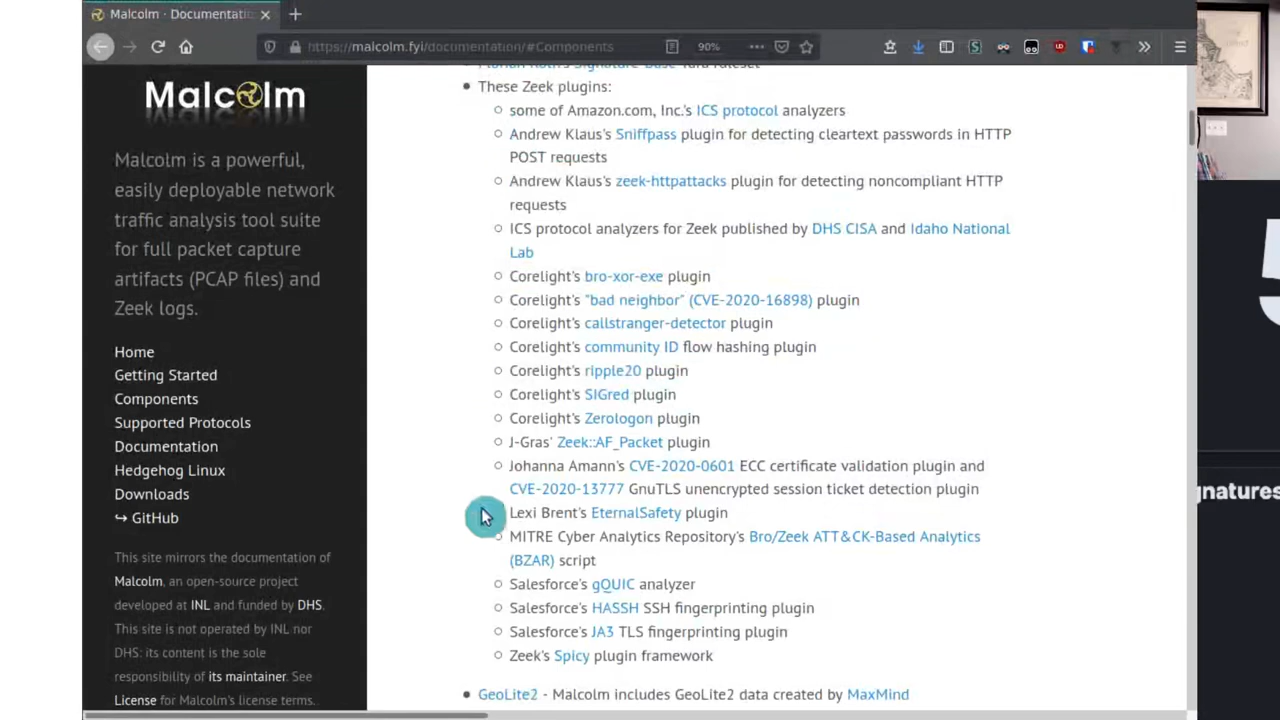 Malcolm · Documentatio
https://malcolm.fyi/documentation/#Components
90%
Malcolm
Malcolm is a powerful,
easily deployable network
traffic analysis tool suite
for full packet capture
artifacts (PCAP files) and
Zeek logs.
Home
Getting Started
Components
Supported Protocols
Documentation
Hedgehog Linux
Downloads
↪ GitHub
This site mirrors the documentation of
Malcolm, an open-source project
developed at INL and funded by DHS.
This site is not operated by INL nor
DHS: its content is the sole
responsibility of its maintainer. See
License for Malcolm's license terms.
These Zeek plugins:
some of Amazon.com, Inc.'s ICS protocol analyzers
Andrew Klaus's Sniffpass plugin for detecting cleartext passwords in HTTP
POST requests
Andrew Klaus's zeek-httpattacks plugin for detecting noncompliant HTTP
requests
ICS protocol analyzers for Zeek published by DHS CISA and Idaho National
Lab
Corelight's bro-xor-exe plugin
Corelight's "bad neighbor" (CVE-2020-16898) plugin
Corelight's callstranger-detector plugin
Corelight's community ID flow hashing plugin
Corelight's ripple20 plugin
Corelight's SIGred plugin
Corelight's Zerologon plugin
J-Gras' Zeek::AF_Packet plugin
Johanna Amann's CVE-2020-0601 ECC certificate validation plugin and
CVE-2020-13777 GnuTLS unencrypted session ticket detection plugin
Lexi Brent's EternalSafety plugin
MITRE Cyber Analytics Repository's Bro/Zeek ATT&CK-Based Analytics
(BZAR) script
Salesforce's gQUIC analyzer
Salesforce's HASSH SSH fingerprinting plugin
Salesforce's JA3 TLS fingerprinting plugin
Zeek's Spicy plugin framework
GeoLite2 - Malcolm includes GeoLite2 data created by MaxMind
gnatures